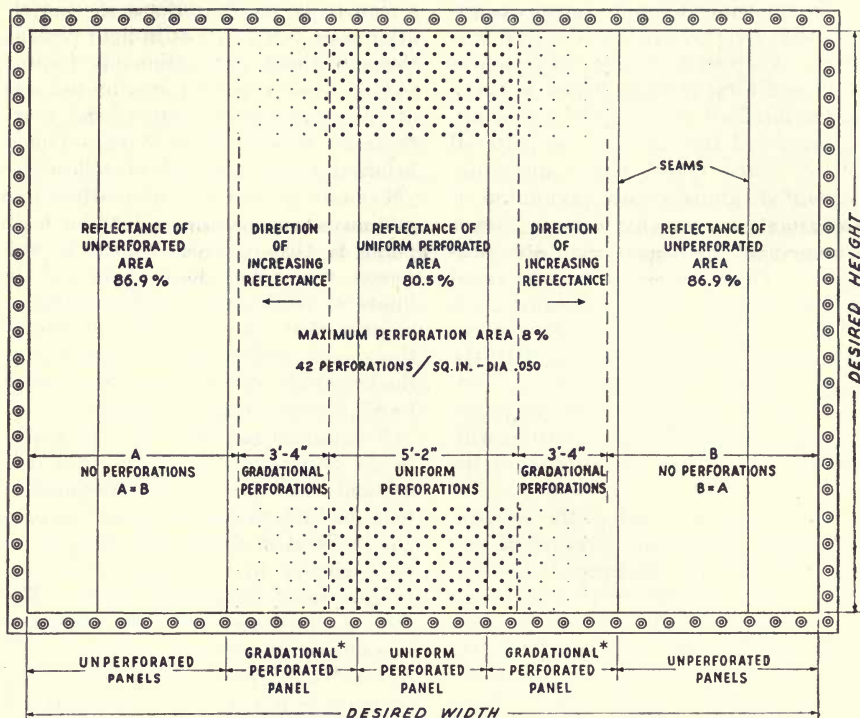 SEAMS
REFLECTANCE OF
UNPERFORATED
AREA
86.9%
DIRECTION
OF
INCREASING
REFLECTANCE
REFLECTANCE OF
UNIFORM PERFORATED
AREA
80.5%
DIRECTION
OF
INCREASING
REFLECTANCE
REFLECTANCE OF
UNPERFORATED
AREA
86.9%
MAXIMUM PERFORATION AREA 8%
42 PERFORATIONS/SQ.IN.-DIA .050
A
NO PERFORATIONS
A=B
3'-4"
GRADATIONAL
PERFORATIONS
5'-2"
UNIFORM
PERFORATIONS
3'-4"
GRADATIONAL
PERFORATIONS
B
NO PERFORATIONS
B=A
DESIRED HEIGHT
UNPERFORATED
PANELS
GRADATIONAL*
PERFORATED
PANEL
UNIFORM
PERFORATED
PANEL
GRADATIONAL*
PERFORATED
PANEL
UNPERFORATED
PANELS
DESIRED WIDTH